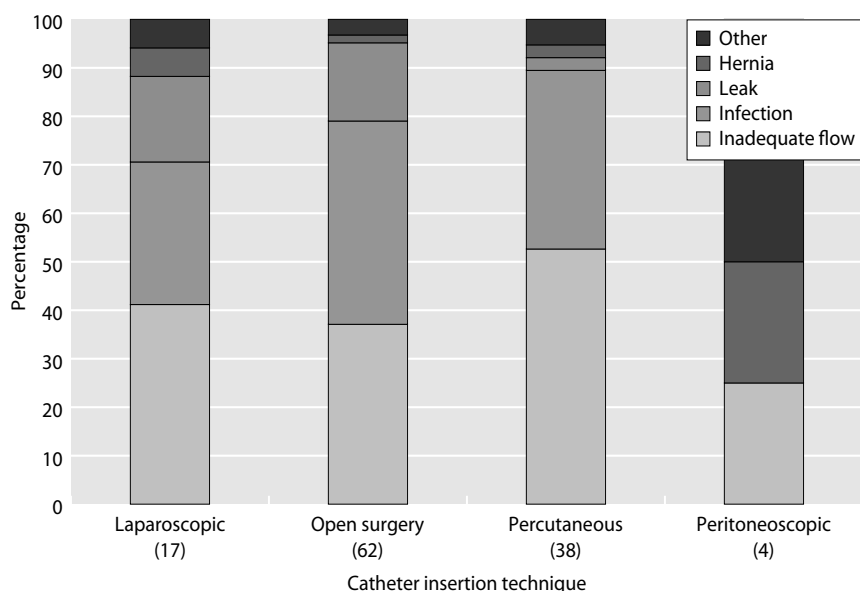 100
90
80
70
60
50
40
30
20
10
0
Percentage
Other
Hernia
Leak
Infection
Inadequate flow
Laparoscopic Open surgery Percutaneous Peritoneoscopic
(17) (62) (38) (4)
Catheter insertion technique